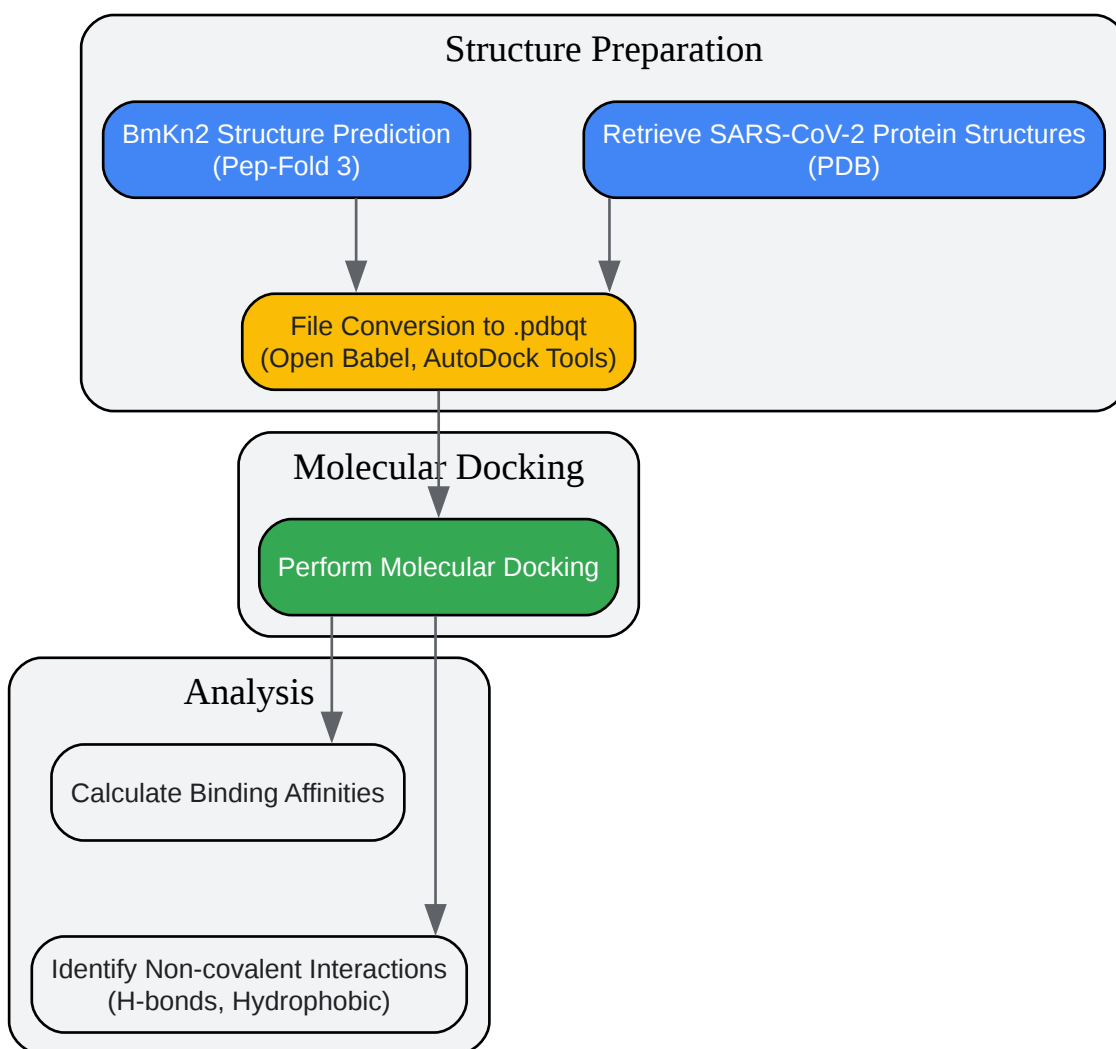 Structure Preparation
BmKn2 Structure Prediction
(Pep-Fold 3)
Retrieve SARS-CoV-2 Protein Structures
(PDB)
File Conversion to .pdbqt
(Open Babel, AutoDock Tools)
Molecular Docking
Perform Molecular Docking
Analysis
Calculate Binding Affinities
Identify Non-covalent Interactions
(H-bonds, Hydrophobic)